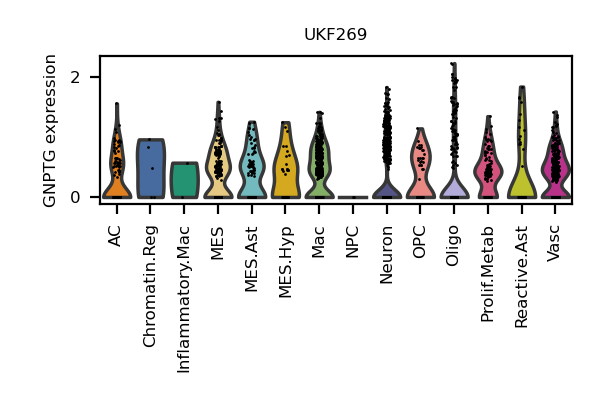 UKF269
GNPTG expression
2
0
AC
Chromatin.Reg
Inflammatory.Mac
MES
MES.Ast
MES.Hyp
Mac
NPC
Neuron
OPC
Oligo
Prolif.Metab
Reactive.Ast
Vasc